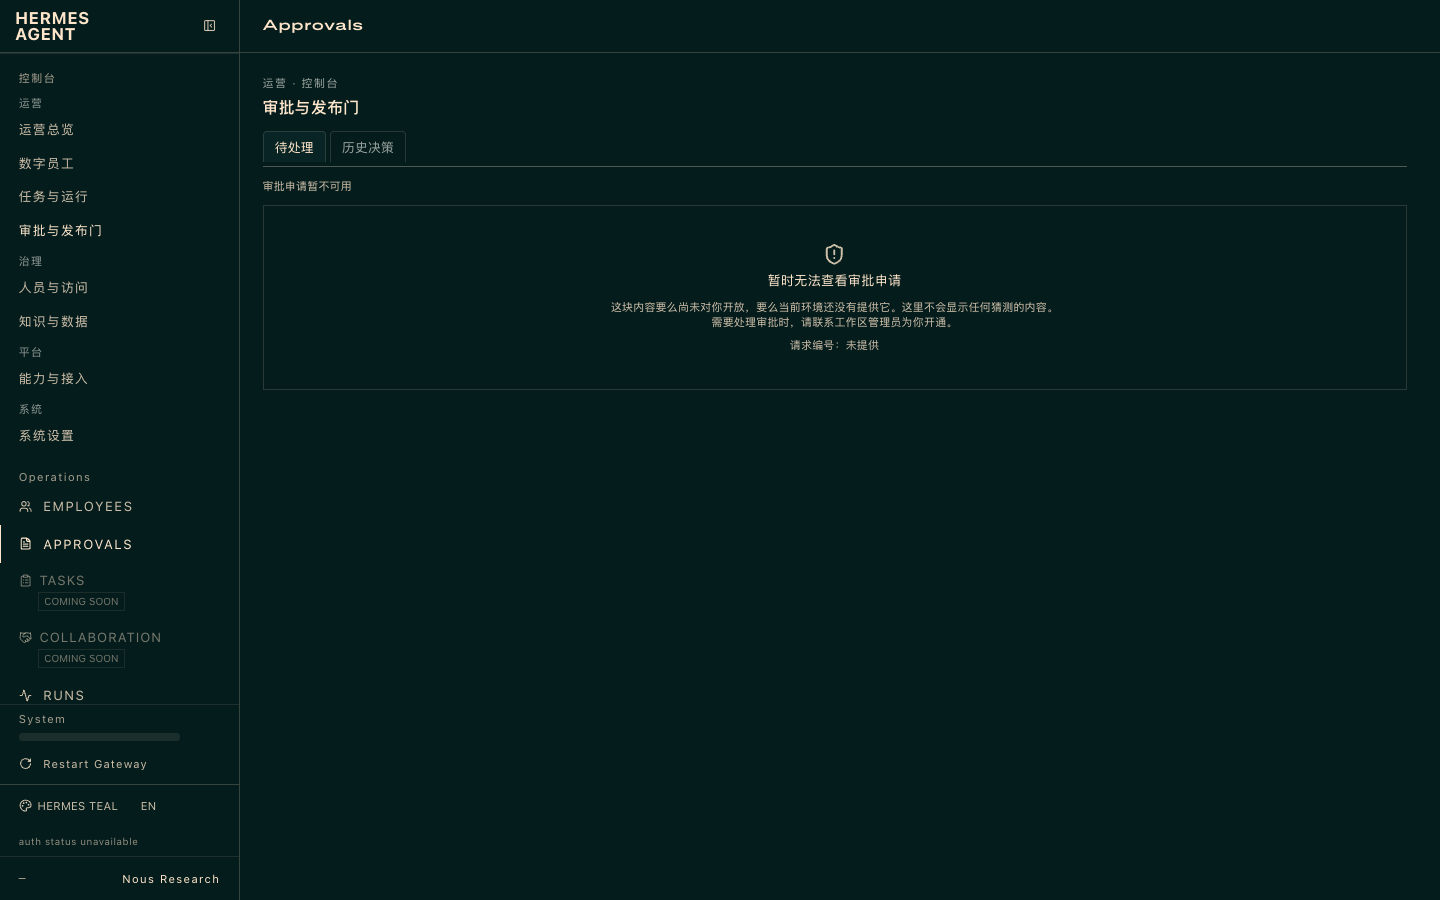 HERMES
AGENT
Approvals
控制台
运营
运营总览
数字员工
任务与运行
审批与发布门
治理
人员与访问
知识与数据
平台
能力与接入
系统
系统设置
Operations
EMPLOYEES
APPROVALS
TASKS
COMING SOON
COLLABORATION
COMING SOON
RUNS
System
Restart Gateway
HERMES TEAL EN
auth status unavailable
— Nous Research
运营 · 控制台
审批与发布门
待处理 历史决策
审批申请暂不可用
暂时无法查看审批申请
这块内容要么尚未对你开放，要么当前环境还没有提供它。这里不会显示任何猜测的内容。
需要处理审批时，请联系工作区管理员为你开通。
请求编号：未提供